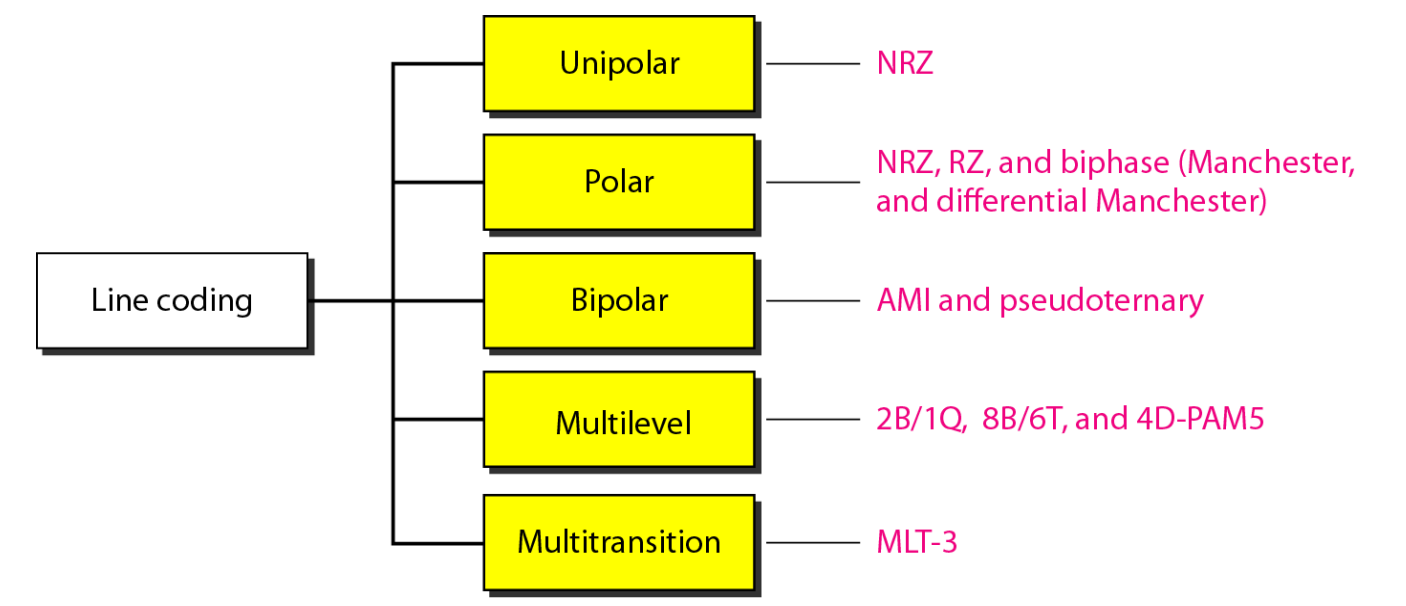 Unipolar
NRZ
Polar
NRZ, RZ, and biphase (Manchester,
and differential Manchester)
Line coding
Bipolar
AMI and pseudoternary
Multilevel
2B/1Q,  8B/6T, and 4D-PAM5
Multitransition
MLT-3